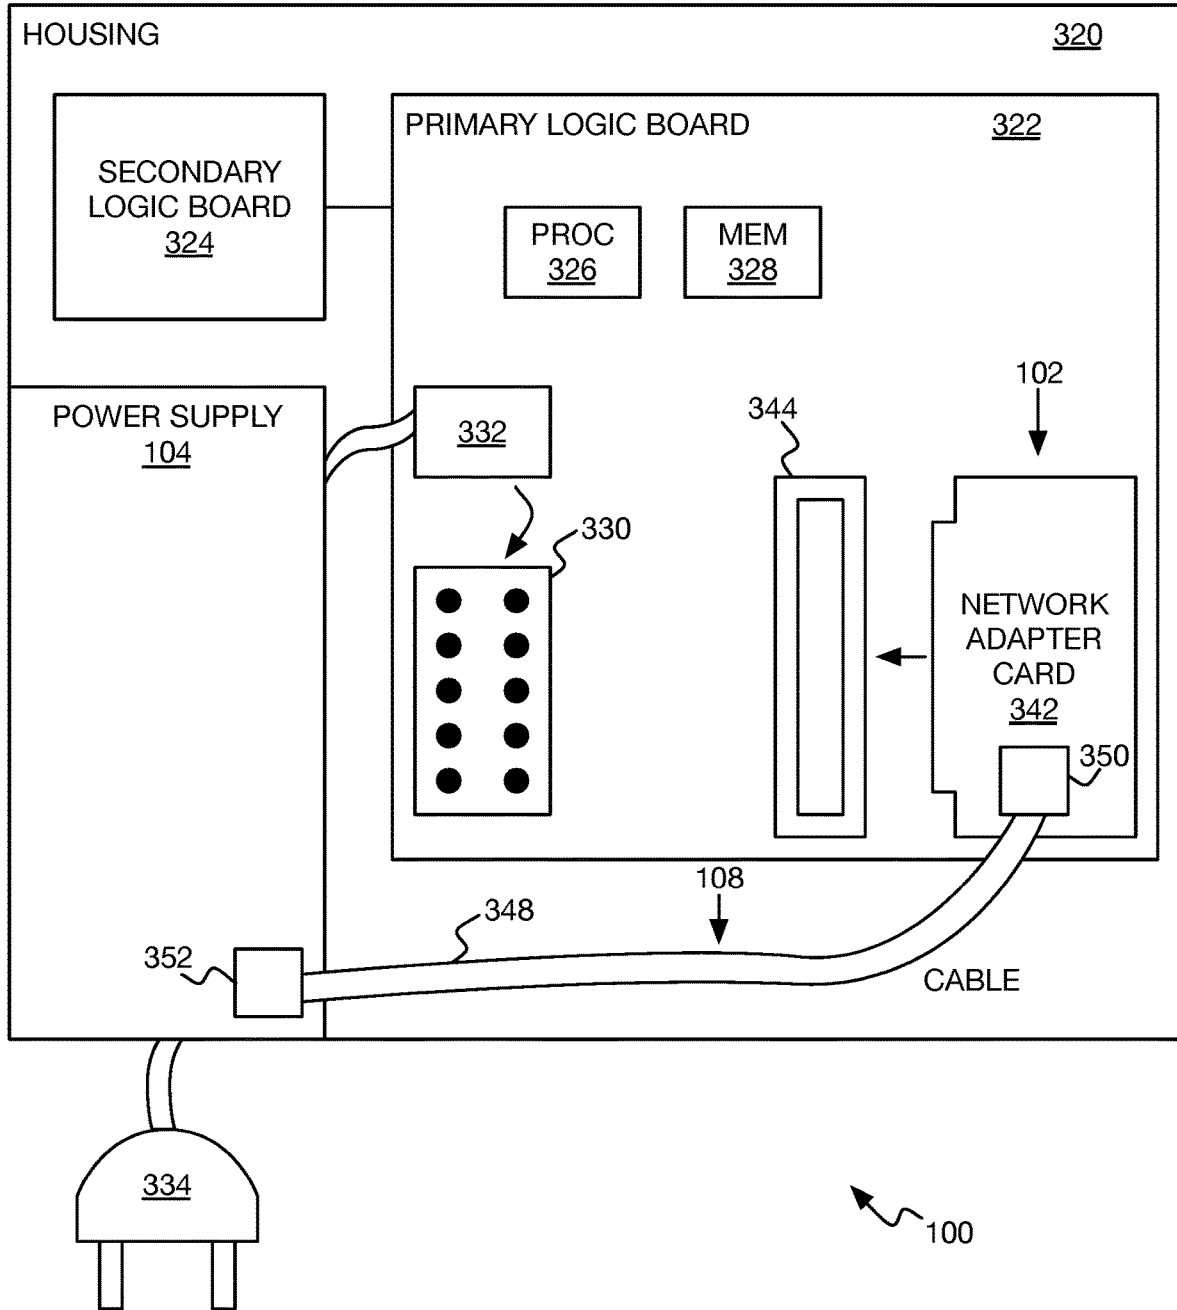 HOUSING
320
PRIMARY LOGIC BOARD
322
SECONDARY
LOGIC BOARD
324
PROC
326
MEM
328
POWER SUPPLY
104
332
344
102
330
NETWORK
ADAPTER
CARD
342
350
108
348
352
CABLE
334
100